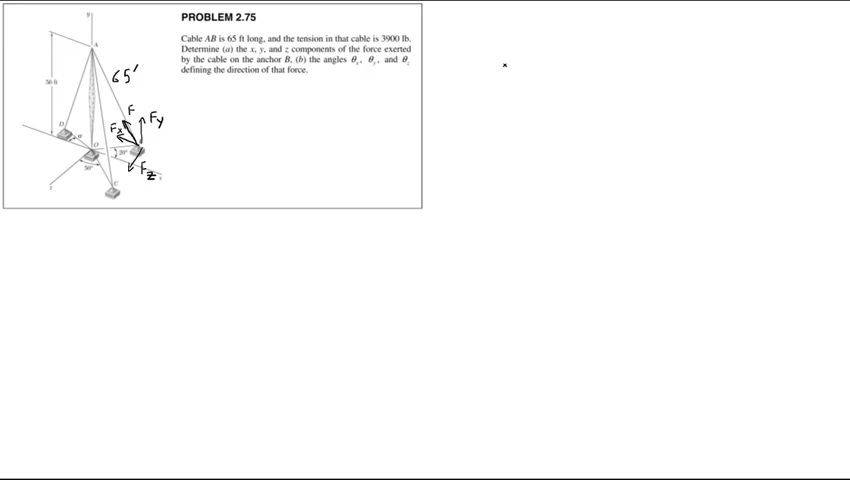 PROBLEM 2.75
Cable AB is 65 ft long, and the tension in that cable is 3900 lb.
Determine (a) the x, y, and z components of the force exerted
by the cable on the anchor B, (b) the angles θx, θy, and θz
defining the direction of that force.
y
A
65'
56 ft
F
Fy
Fx
D
α
O
20°
50°
Fz
x
z
C